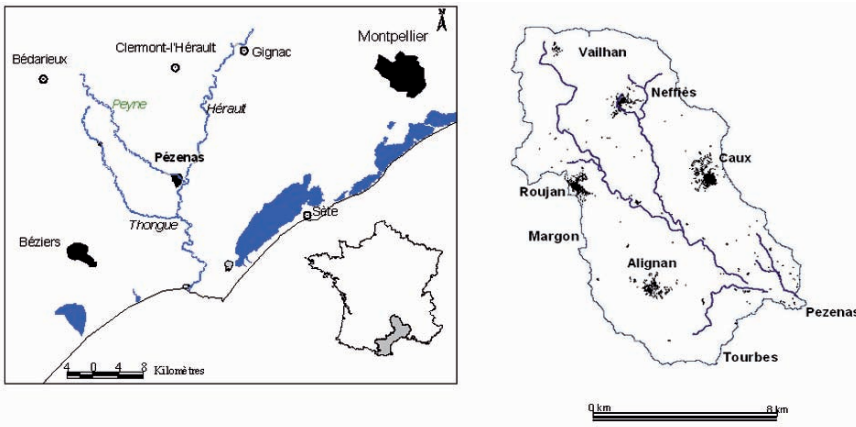 N
Montpellier
Clermont-l'Hérault
Gignac
Bédarieux
Peyne
Hérault
Pézenas
Sète
Thongue
Béziers
4 0 4 8 Kilomètres
Vailhan
Neffiès
Caux
Roujan
Margon
Alignan
Pezenas
Tourbes
0 km 8 km